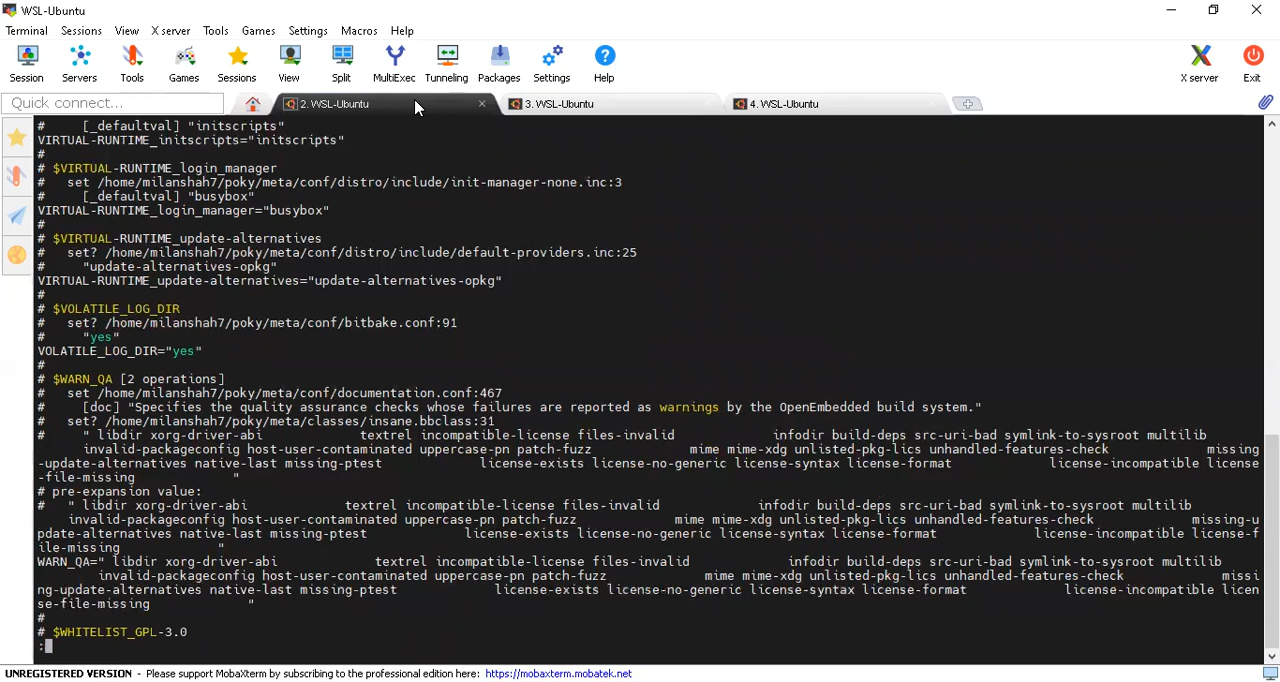 WSL-Ubuntu
Terminal Sessions View X server Tools Games Settings Macros Help
Session Servers Tools Games Sessions View Split MultiExec Tunneling Packages Settings Help X server Exit
Quick connect... 2. WSL-Ubuntu 3. WSL-Ubuntu 4. WSL-Ubuntu
#     [_defaultval] "initscripts"
VIRTUAL-RUNTIME_initscripts="initscripts"
#
# $VIRTUAL-RUNTIME_login_manager
#   set /home/milanshah7/poky/meta/conf/distro/include/init-manager-none.inc:3
#     [_defaultval] "busybox"
VIRTUAL-RUNTIME_login_manager="busybox"
#
# $VIRTUAL-RUNTIME_update-alternatives
#   set? /home/milanshah7/poky/meta/conf/distro/include/default-providers.inc:25
#     "update-alternatives-opkg"
VIRTUAL-RUNTIME_update-alternatives="update-alternatives-opkg"
#
# $VOLATILE_LOG_DIR
#   set? /home/milanshah7/poky/meta/conf/bitbake.conf:91
#     "yes"
VOLATILE_LOG_DIR="yes"
#
# $WARN_QA [2 operations]
#   set /home/milanshah7/poky/meta/conf/documentation.conf:467
#     [doc] "Specifies the quality assurance checks whose failures are reported as warnings by the OpenEmbedded build system."
#   set? /home/milanshah7/poky/meta/classes/insane.bbclass:31
#     " libdir xorg-driver-abi             textrel incompatible-license files-invalid             infodir build-deps src-uri-bad symlink-to-sysroot multilib
      invalid-packageconfig host-user-contaminated uppercase-pn patch-fuzz             mime mime-xdg unlisted-pkg-lics unhandled-features-check             missing
-update-alternatives native-last missing-ptest             license-exists license-no-generic license-syntax license-format             license-incompatible license
-file-missing             "
# pre-expansion value:
#   " libdir xorg-driver-abi             textrel incompatible-license files-invalid             infodir build-deps src-uri-bad symlink-to-sysroot multilib
    invalid-packageconfig host-user-contaminated uppercase-pn patch-fuzz             mime mime-xdg unlisted-pkg-lics unhandled-features-check             missing-u
pdate-alternatives native-last missing-ptest             license-exists license-no-generic license-syntax license-format             license-incompatible license-f
ile-missing             "
WARN_QA=" libdir xorg-driver-abi             textrel incompatible-license files-invalid             infodir build-deps src-uri-bad symlink-to-sysroot multilib
        invalid-packageconfig host-user-contaminated uppercase-pn patch-fuzz             mime mime-xdg unlisted-pkg-lics unhandled-features-check             missi
ng-update-alternatives native-last missing-ptest             license-exists license-no-generic license-syntax license-format             license-incompatible licen
se-file-missing             "
#
# $WHITELIST_GPL-3.0
:
UNREGISTERED VERSION - Please support MobaXterm by subscribing to the professional edition here: https://mobaxterm.mobatek.net